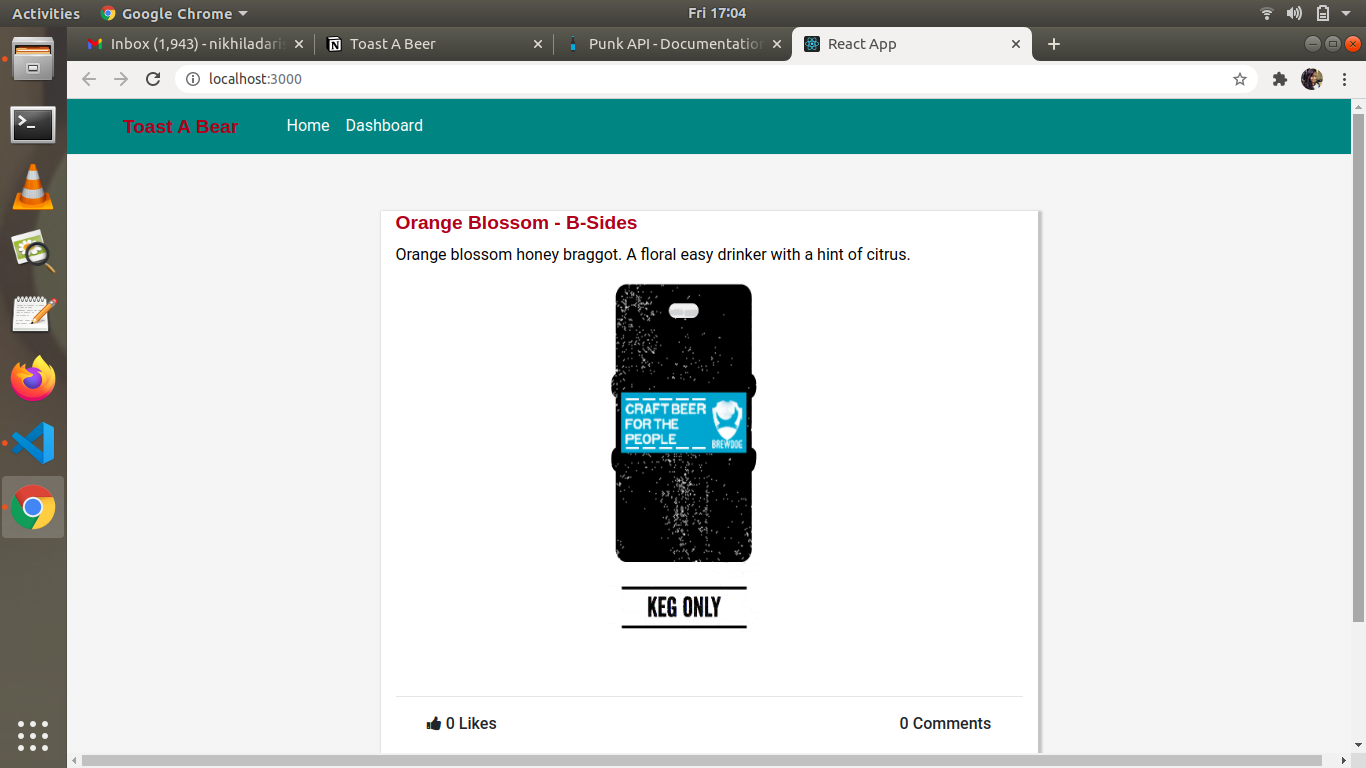 Activities Google Chrome Fri 17:04
Inbox (1,943) - nikhiladaris Toast A Beer Punk API - Documentation React App
localhost:3000
Toast A Bear Home Dashboard
Orange Blossom - B-Sides
Orange blossom honey braggot. A floral easy drinker with a hint of citrus.
CRAFT BEER
FOR THE
PEOPLE
BREWDOG
KEG ONLY
0 Likes 0 Comments